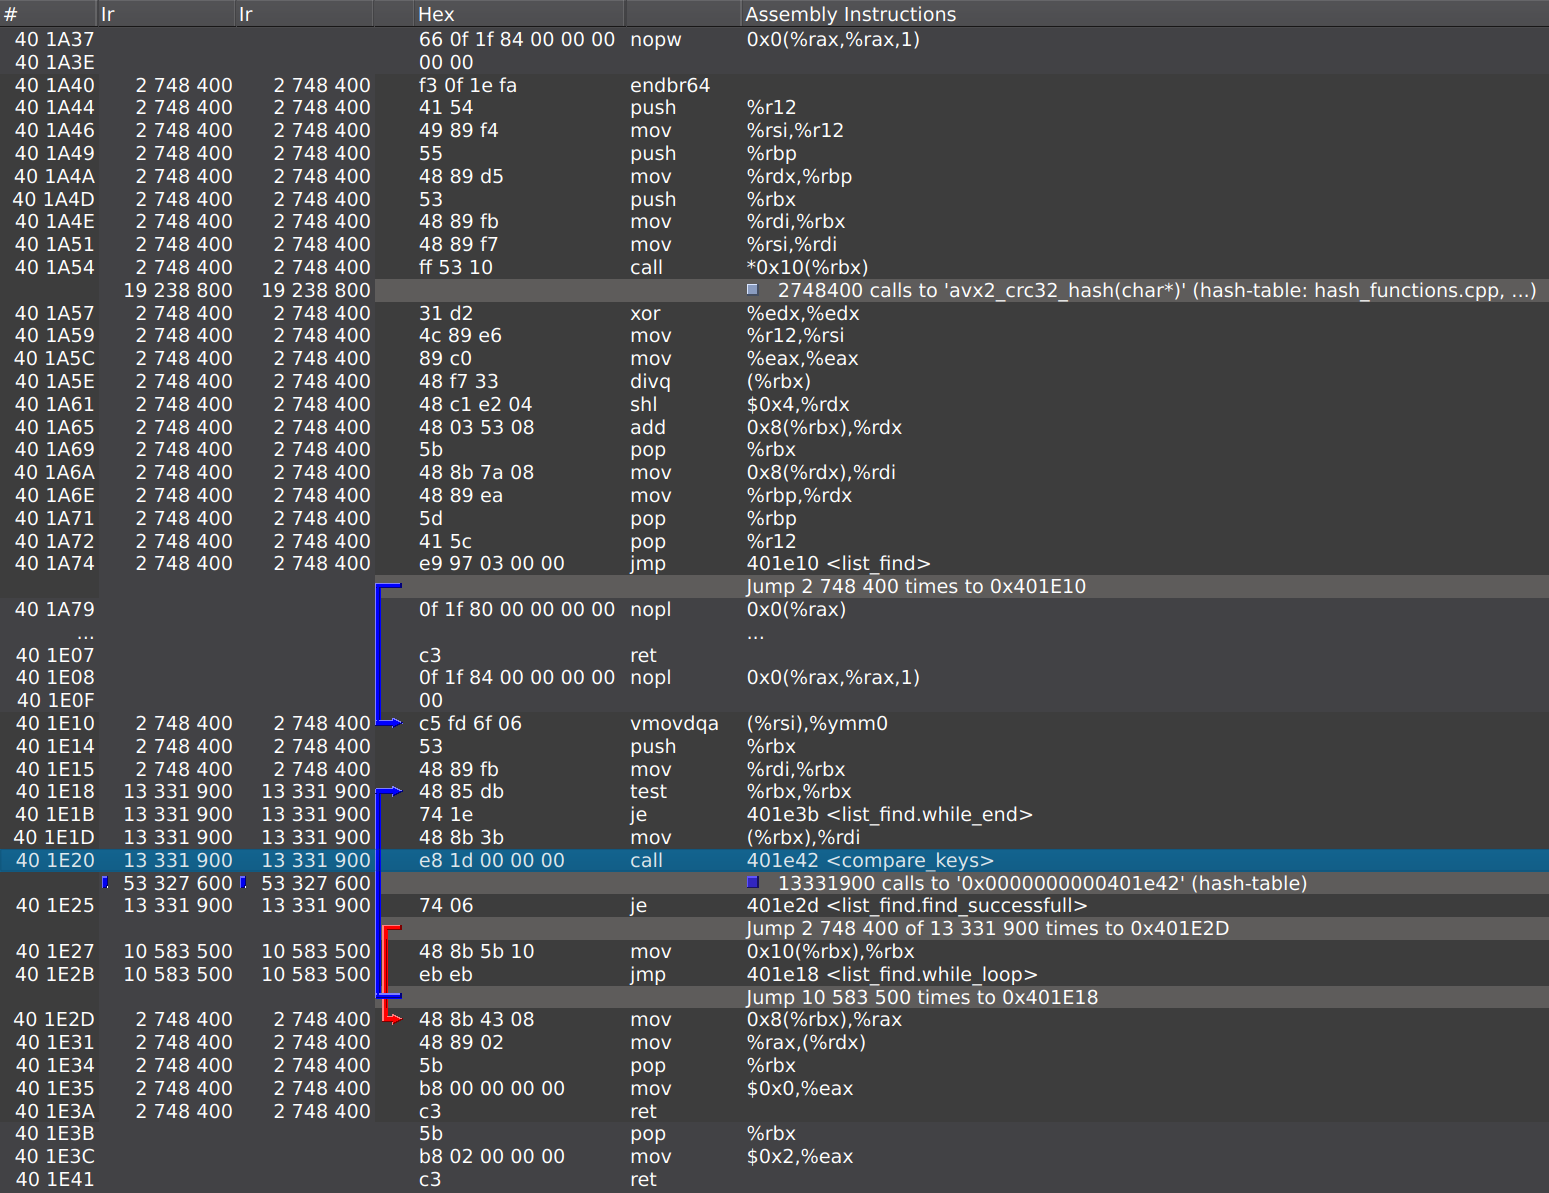 # Ir Ir Hex Assembly Instructions
40 1A37 66 0f 1f 84 00 00 00 nopw 0x0(%rax,%rax,1)
40 1A3E 00 00
40 1A40 2 748 400 2 748 400 f3 0f 1e fa endbr64
40 1A44 2 748 400 2 748 400 41 54 push %r12
40 1A46 2 748 400 2 748 400 49 89 f4 mov %rsi,%r12
40 1A49 2 748 400 2 748 400 55 push %rbp
40 1A4A 2 748 400 2 748 400 48 89 d5 mov %rdx,%rbp
40 1A4D 2 748 400 2 748 400 53 push %rbx
40 1A4E 2 748 400 2 748 400 48 89 fb mov %rdi,%rbx
40 1A51 2 748 400 2 748 400 48 89 f7 mov %rsi,%rdi
40 1A54 2 748 400 2 748 400 ff 53 10 call *0x10(%rbx)
19 238 800 19 238 800 2748400 calls to 'avx2_crc32_hash(char*)' (hash-table: hash_functions.cpp, ...)
40 1A57 2 748 400 2 748 400 31 d2 xor %edx,%edx
40 1A59 2 748 400 2 748 400 4c 89 e6 mov %r12,%rsi
40 1A5C 2 748 400 2 748 400 89 c0 mov %eax,%eax
40 1A5E 2 748 400 2 748 400 48 f7 33 divq (%rbx)
40 1A61 2 748 400 2 748 400 48 c1 e2 04 shl $0x4,%rdx
40 1A65 2 748 400 2 748 400 48 03 53 08 add 0x8(%rbx),%rdx
40 1A69 2 748 400 2 748 400 5b pop %rbx
40 1A6A 2 748 400 2 748 400 48 8b 7a 08 mov 0x8(%rdx),%rdi
40 1A6E 2 748 400 2 748 400 48 89 ea mov %rbp,%rdx
40 1A71 2 748 400 2 748 400 5d pop %rbp
40 1A72 2 748 400 2 748 400 41 5c pop %r12
40 1A74 2 748 400 2 748 400 e9 97 03 00 00 jmp 401e10 <list_find>
Jump 2 748 400 times to 0x401E10
40 1A79 0f 1f 80 00 00 00 00 nopl 0x0(%rax)
... ...
40 1E07 c3 ret
40 1E08 0f 1f 84 00 00 00 00 nopl 0x0(%rax,%rax,1)
40 1E0F 00
40 1E10 2 748 400 2 748 400 c5 fd 6f 06 vmovdqa (%rsi),%ymm0
40 1E14 2 748 400 2 748 400 53 push %rbx
40 1E15 2 748 400 2 748 400 48 89 fb mov %rdi,%rbx
40 1E18 13 331 900 13 331 900 48 85 db test %rbx,%rbx
40 1E1B 13 331 900 13 331 900 74 1e je 401e3b <list_find.while_end>
40 1E1D 13 331 900 13 331 900 48 8b 3b mov (%rbx),%rdi
40 1E20 13 331 900 13 331 900 e8 1d 00 00 00 call 401e42 <compare_keys>
53 327 600 53 327 600 13331900 calls to '0x0000000000401e42' (hash-table)
40 1E25 13 331 900 13 331 900 74 06 je 401e2d <list_find.find_successfull>
Jump 2 748 400 of 13 331 900 times to 0x401E2D
40 1E27 10 583 500 10 583 500 48 8b 5b 10 mov 0x10(%rbx),%rbx
40 1E2B 10 583 500 10 583 500 eb eb jmp 401e18 <list_find.while_loop>
Jump 10 583 500 times to 0x401E18
40 1E2D 2 748 400 2 748 400 48 8b 43 08 mov 0x8(%rbx),%rax
40 1E31 2 748 400 2 748 400 48 89 02 mov %rax,(%rdx)
40 1E34 2 748 400 2 748 400 5b pop %rbx
40 1E35 2 748 400 2 748 400 b8 00 00 00 00 mov $0x0,%eax
40 1E3A 2 748 400 2 748 400 c3 ret
40 1E3B 5b pop %rbx
40 1E3C b8 02 00 00 00 mov $0x2,%eax
40 1E41 c3 ret